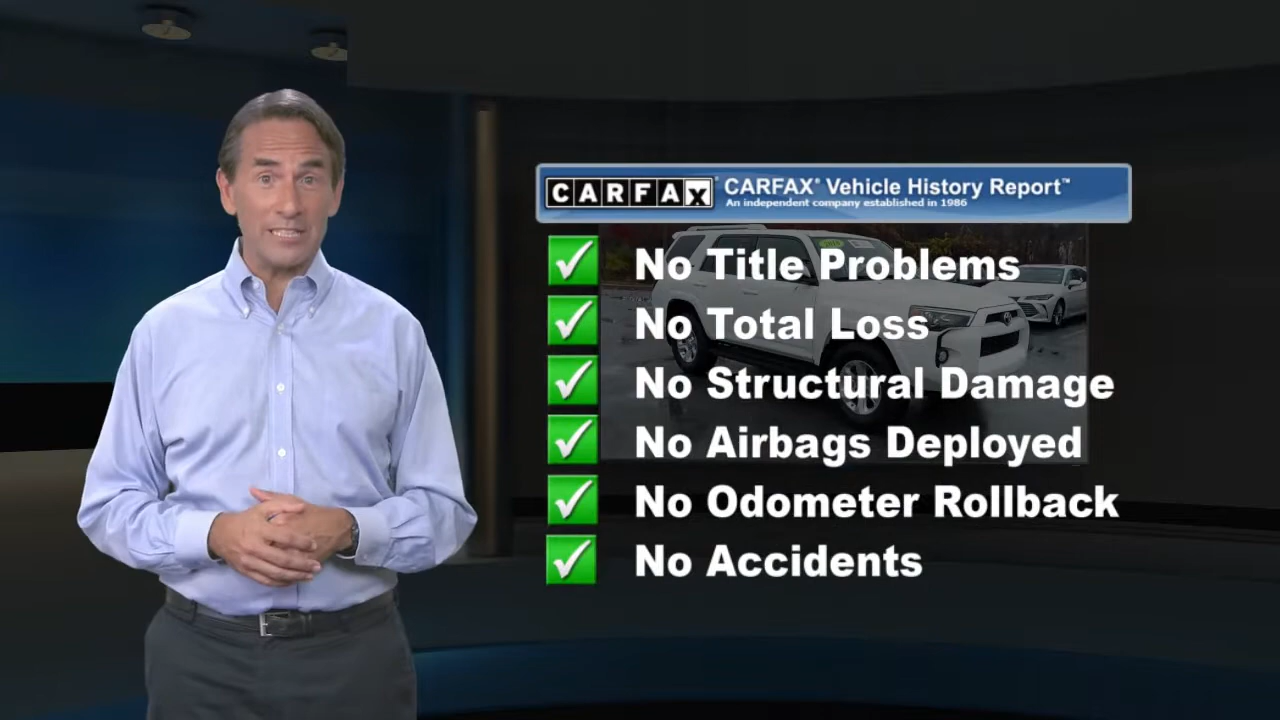 CARFAX
CARFAX® Vehicle History Report™
An independent company established in 1986
No Title Problems
No Total Loss
No Structural Damage
No Airbags Deployed
No Odometer Rollback
No Accidents